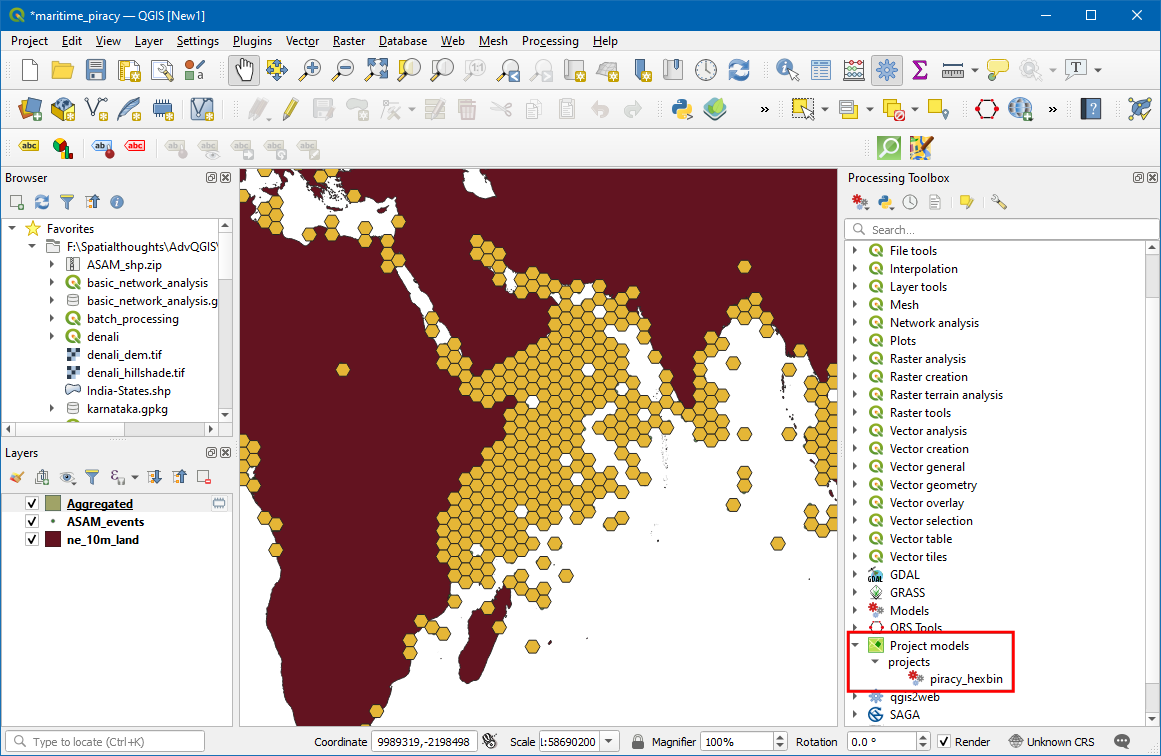 *maritime_piracy — QGIS [New1]
Project Edit View Layer Settings Plugins Vector Raster Database Web Mesh Processing Help
Browser
Favorites
F:\Spatialthoughts\AdvQGIS\
ASAM_shp.zip
basic_network_analysis
basic_network_analysis.g
batch_processing
denali
denali_dem.tif
denali_hillshade.tif
India-States.shp
karnataka.gpkg
Layers
Aggregated
ASAM_events
ne_10m_land
Processing Toolbox
Search...
File tools
Interpolation
Layer tools
Mesh
Network analysis
Plots
Raster analysis
Raster creation
Raster terrain analysis
Raster tools
Vector analysis
Vector creation
Vector general
Vector geometry
Vector overlay
Vector selection
Vector table
Vector tiles
GDAL
GRASS
Models
ORS Tools
Project models
projects
piracy_hexbin
qgis2web
SAGA
Type to locate (Ctrl+K) Coordinate 9989319,-2198498 Scale 1:58690200 Magnifier 100% Rotation 0.0 ° Render Unknown CRS